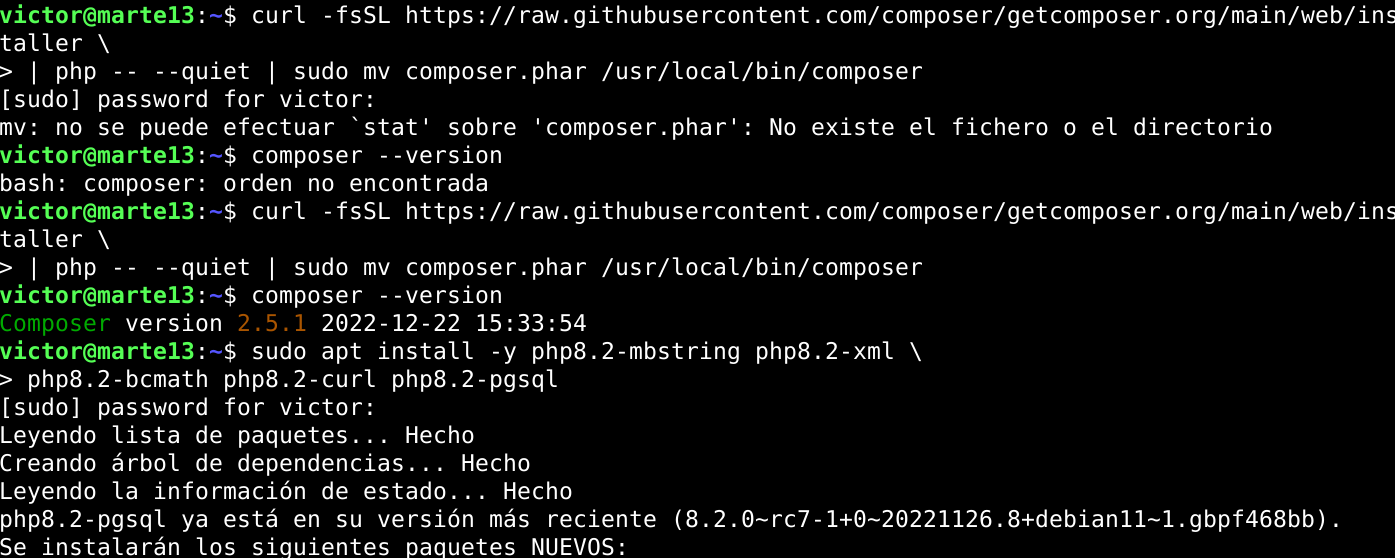 victor@marte13:~$ curl -fsSL https://raw.githubusercontent.com/composer/getcomposer.org/main/web/ins
taller \
> | php -- --quiet | sudo mv composer.phar /usr/local/bin/composer
[sudo] password for victor:
mv: no se puede efectuar `stat' sobre 'composer.phar': No existe el fichero o el directorio
victor@marte13:~$ composer --version
bash: composer: orden no encontrada
victor@marte13:~$ curl -fsSL https://raw.githubusercontent.com/composer/getcomposer.org/main/web/ins
taller \
> | php -- --quiet | sudo mv composer.phar /usr/local/bin/composer
victor@marte13:~$ composer --version
Composer version 2.5.1 2022-12-22 15:33:54
victor@marte13:~$ sudo apt install -y php8.2-mbstring php8.2-xml \
> php8.2-bcmath php8.2-curl php8.2-pgsql
[sudo] password for victor:
Leyendo lista de paquetes... Hecho
Creando árbol de dependencias... Hecho
Leyendo la información de estado... Hecho
php8.2-pgsql ya está en su versión más reciente (8.2.0~rc7-1+0~20221126.8+debian11~1.gbpf468bb).
Se instalarán los siguientes paquetes NUEVOS: